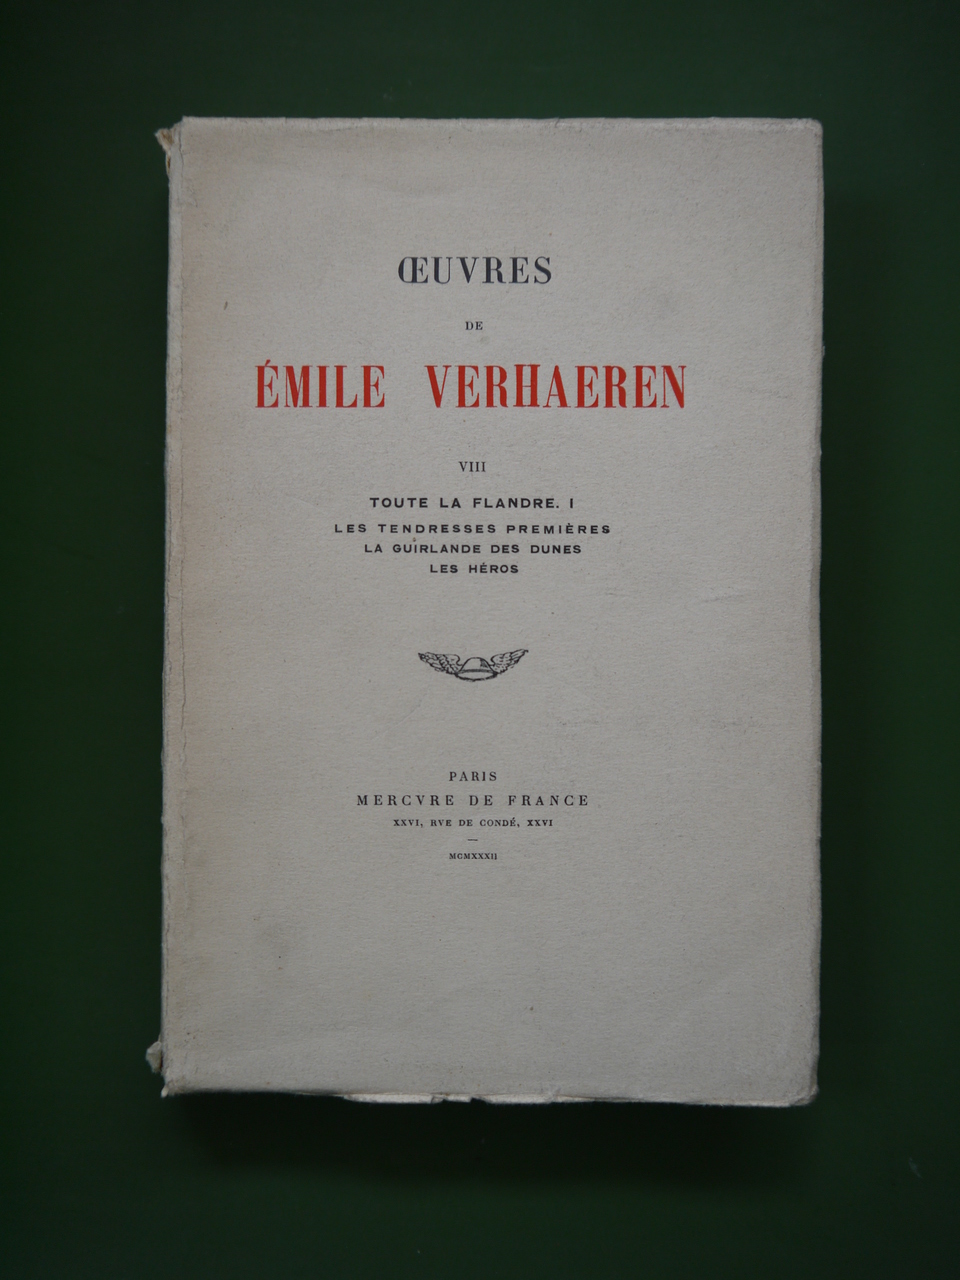 ŒUVRES
DE
ÉMILE VERHAEREN
VIII
TOUTE LA FLANDRE. I
LES TENDRESSES PREMIÈRES
LA GUIRLANDE DES DUNES
LES HÉROS
PARIS
MERCVRE DE FRANCE
XXVI, RVE DE CONDÉ, XXVI
—
MCMXXXII